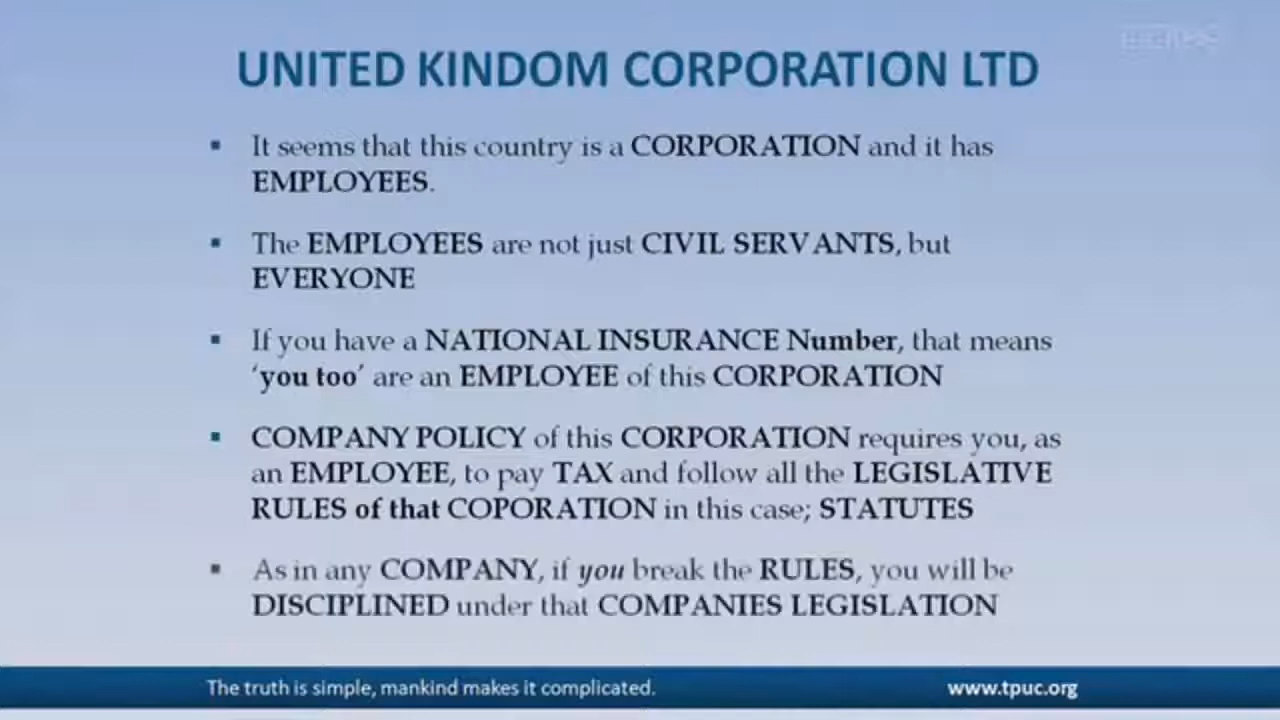 UNITED KINDOM CORPORATION LTD
▪ It seems that this country is a CORPORATION and it has
EMPLOYEES.
▪ The EMPLOYEES are not just CIVIL SERVANTS, but
EVERYONE
▪ If you have a NATIONAL INSURANCE Number, that means
‘you too’ are an EMPLOYEE of this CORPORATION
▪ COMPANY POLICY of this CORPORATION requires you, as
an EMPLOYEE, to pay TAX and follow all the LEGISLATIVE
RULES of that COPORATION in this case; STATUTES
▪ As in any COMPANY, if you break the RULES, you will be
DISCIPLINED under that COMPANIES LEGISLATION
The truth is simple, mankind makes it complicated.
www.tpuc.org